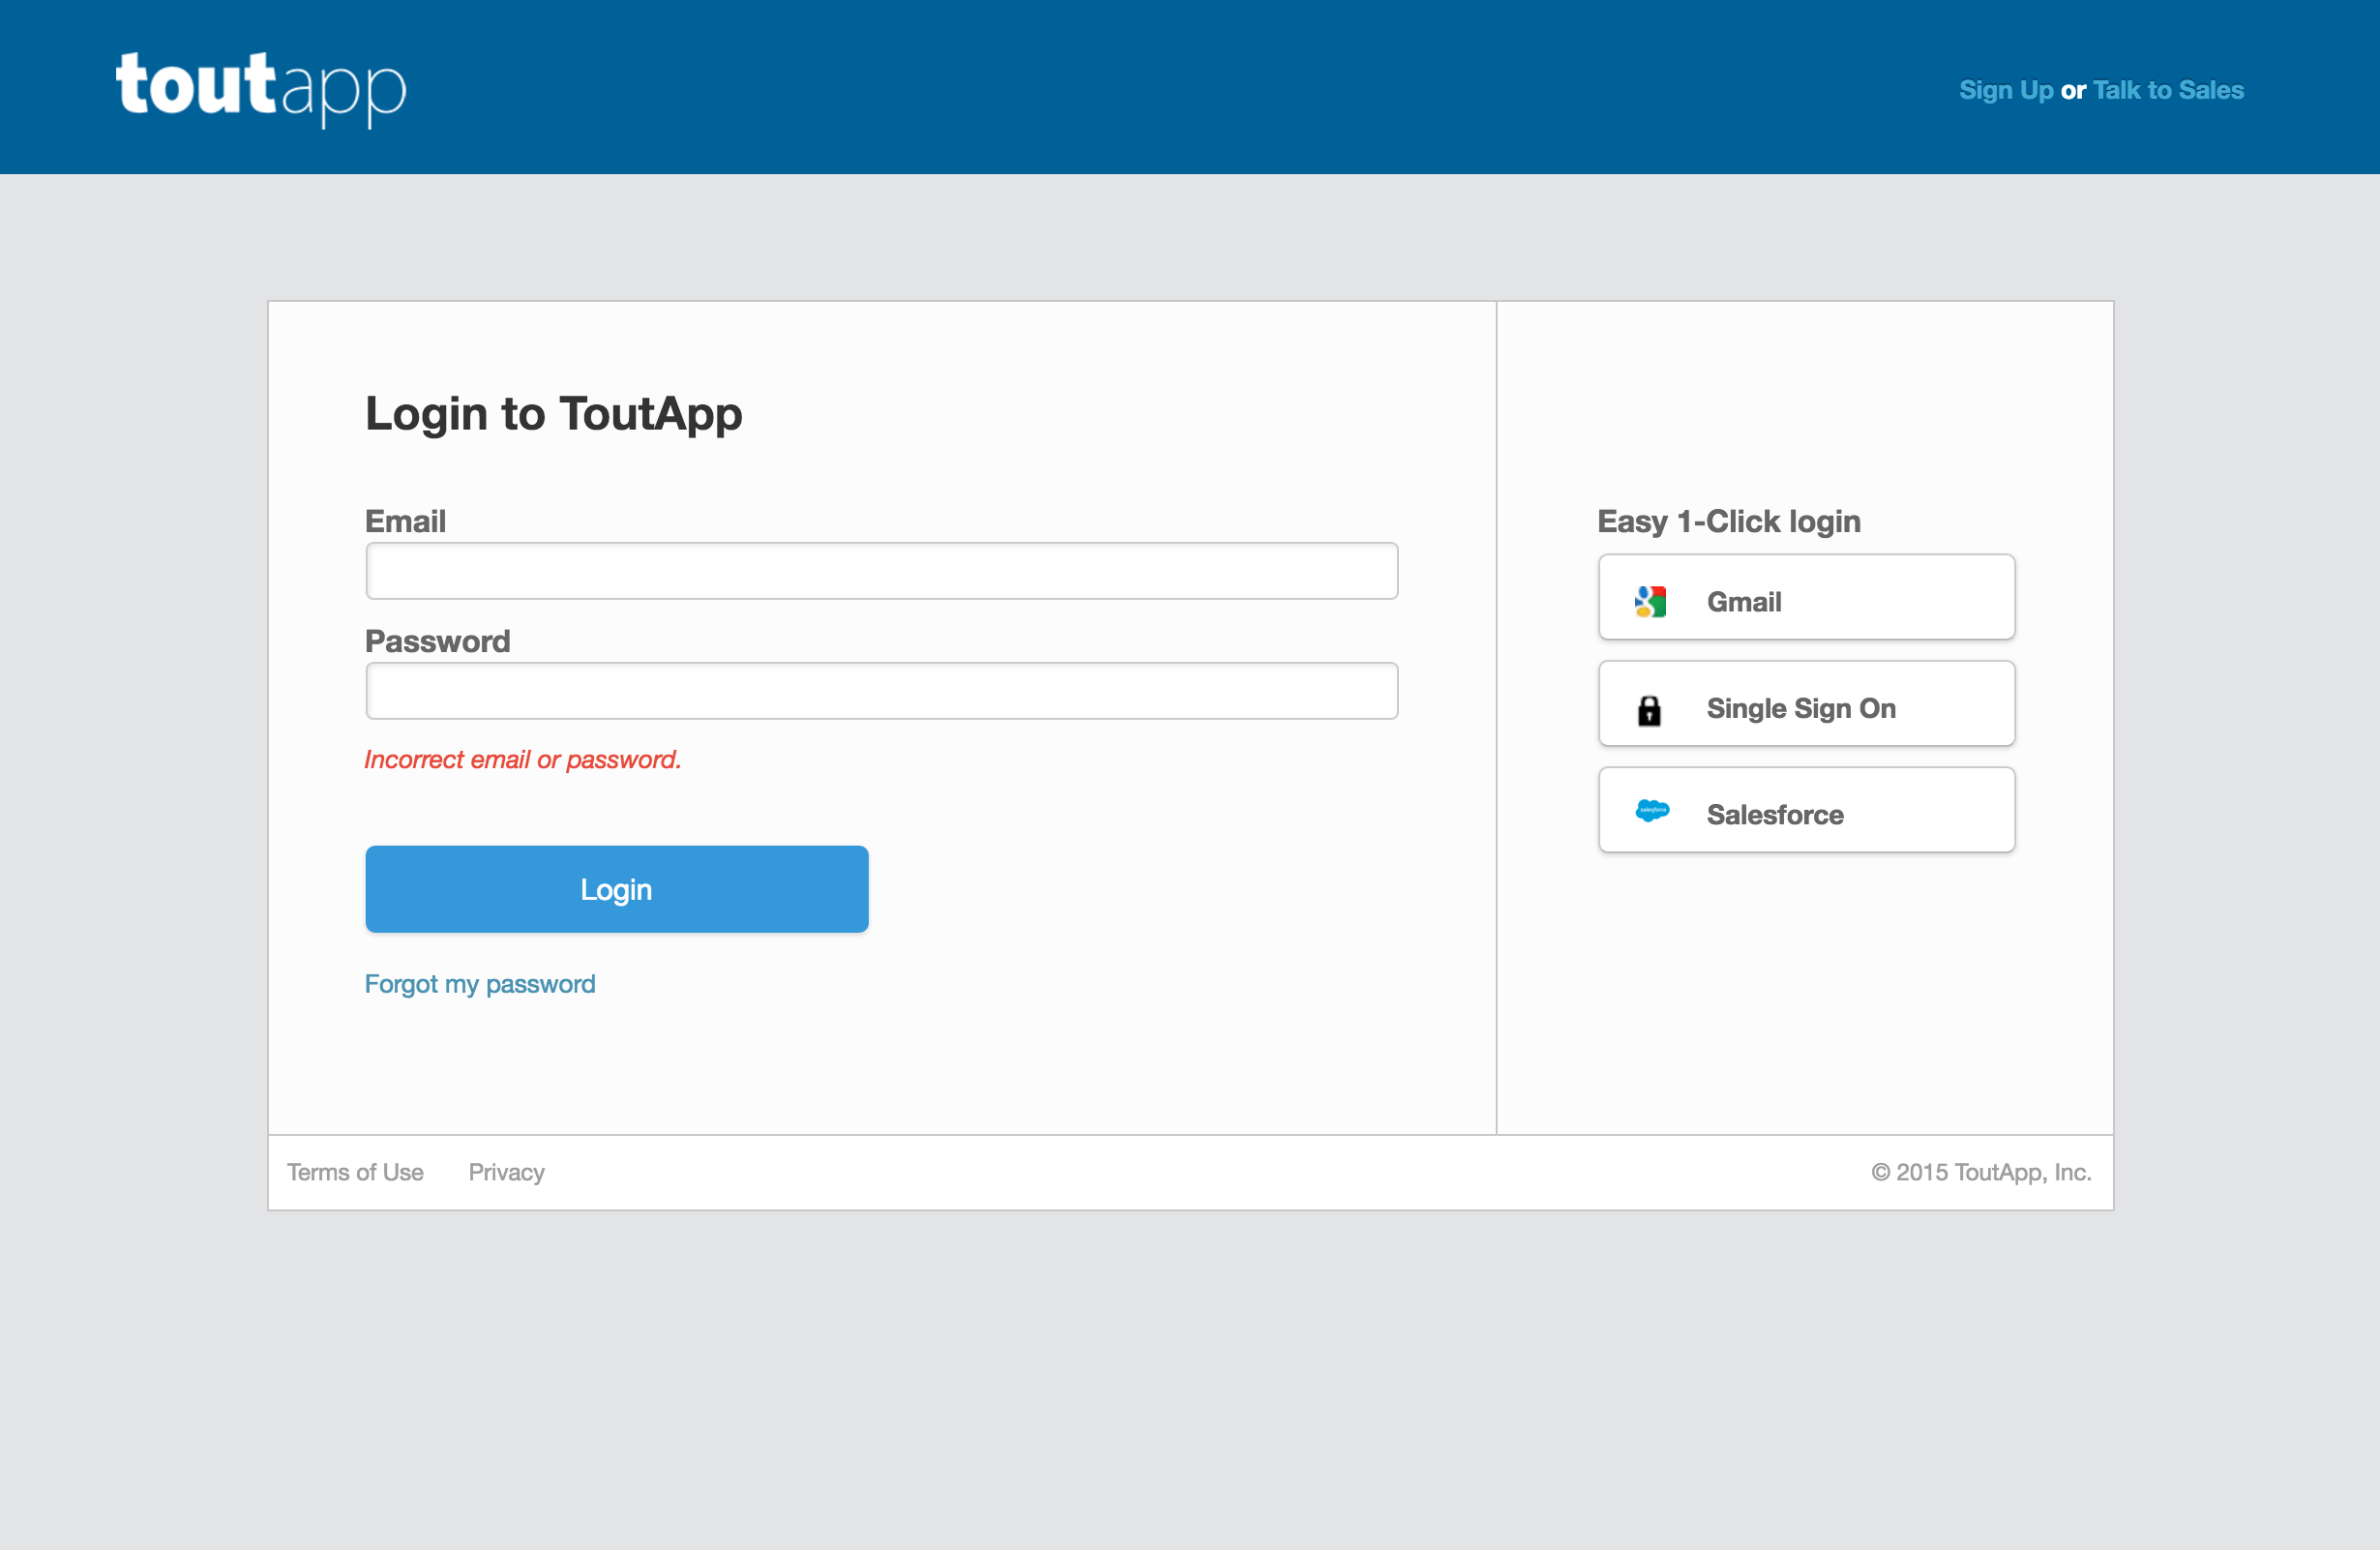 toutapp
Sign Up or Talk to Sales
Login to ToutApp
Email
Password
Incorrect email or password.
Login
Forgot my password
Easy 1-Click login
Gmail
Single Sign On
salesforce
Salesforce
Terms of Use
Privacy
© 2015 ToutApp, Inc.